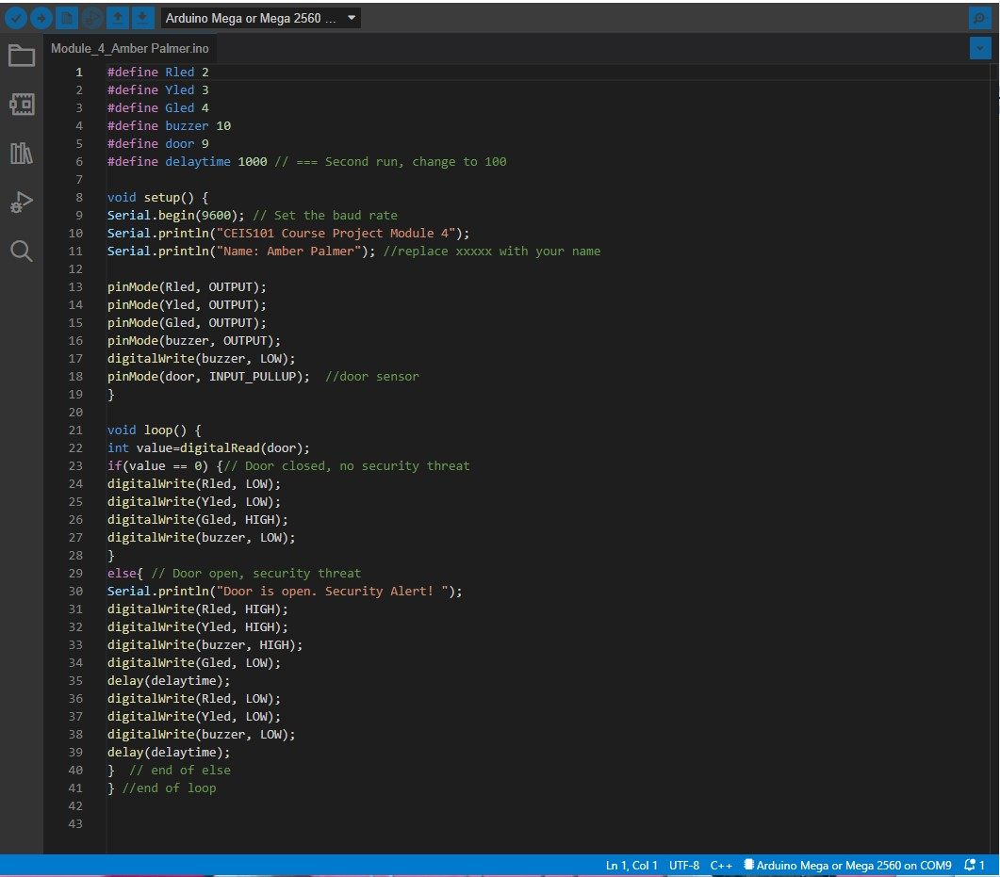 Arduino Mega or Mega 2560 ...
Module_4_Amber Palmer.ino
1 #define Rled 2
2 #define Yled 3
3 #define Gled 4
4 #define buzzer 10
5 #define door 9
6 #define delaytime 1000 // === Second run, change to 100
7
8 void setup() {
9 Serial.begin(9600); // Set the baud rate
10 Serial.println("CEIS101 Course Project Module 4");
11 Serial.println("Name: Amber Palmer"); //replace xxxxx with your name
12
13 pinMode(Rled, OUTPUT);
14 pinMode(Yled, OUTPUT);
15 pinMode(Gled, OUTPUT);
16 pinMode(buzzer, OUTPUT);
17 digitalWrite(buzzer, LOW);
18 pinMode(door, INPUT_PULLUP);  //door sensor
19 }
20
21 void loop() {
22 int value=digitalRead(door);
23 if(value == 0) {// Door closed, no security threat
24 digitalWrite(Rled, LOW);
25 digitalWrite(Yled, LOW);
26 digitalWrite(Gled, HIGH);
27 digitalWrite(buzzer, LOW);
28 }
29 else{ // Door open, security threat
30 Serial.println("Door is open. Security Alert! ");
31 digitalWrite(Rled, HIGH);
32 digitalWrite(Yled, HIGH);
33 digitalWrite(buzzer, HIGH);
34 digitalWrite(Gled, LOW);
35 delay(delaytime);
36 digitalWrite(Rled, LOW);
37 digitalWrite(Yled, LOW);
38 digitalWrite(buzzer, LOW);
39 delay(delaytime);
40 }  // end of else
41 } //end of loop
42
43
Ln 1, Col 1 UTF-8 C++ Arduino Mega or Mega 2560 on COM9 1